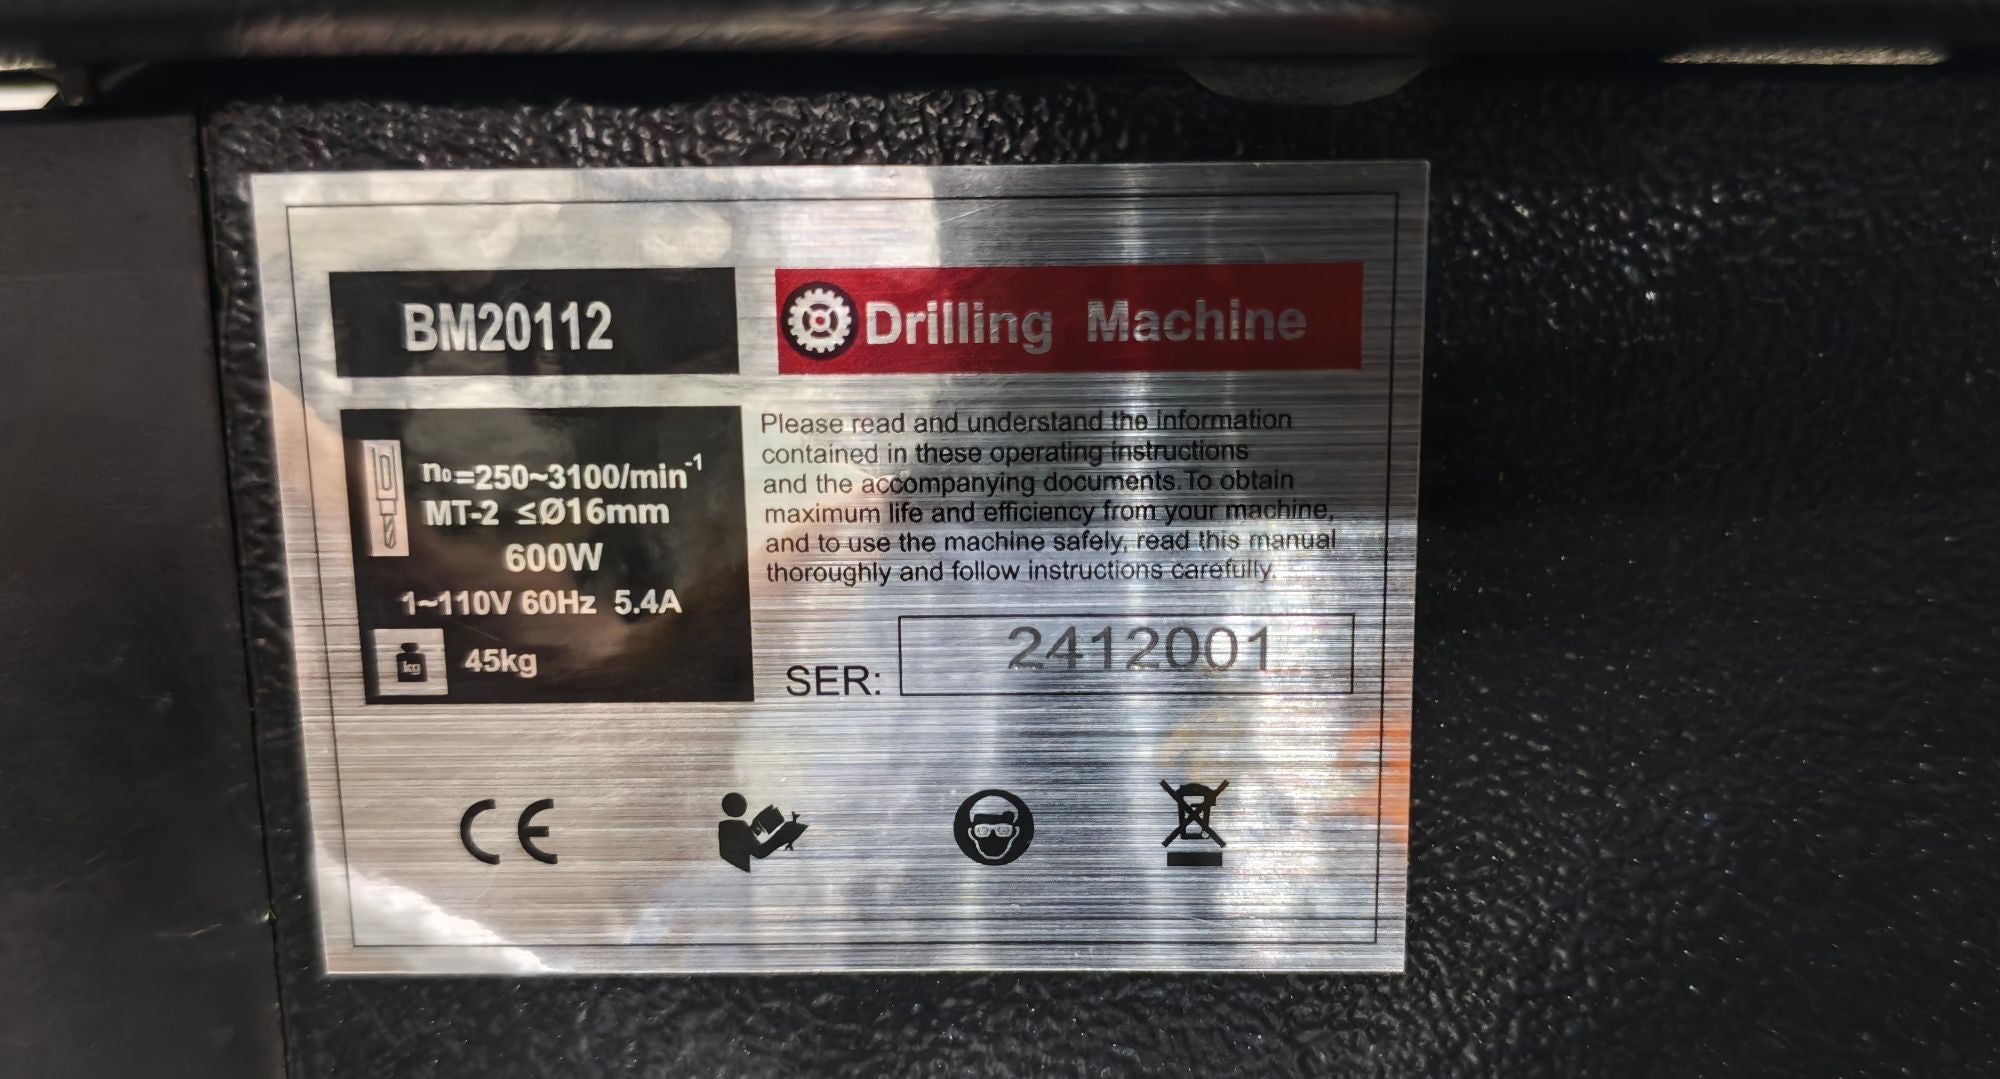 BM20112
Drilling Machine
n₀=250~3100/min⁻¹
MT-2 ≤Ø16mm
600W
1~110V 60Hz 5.4A
kg
45kg
Please read and understand the information
contained in these operating instructions
and the accompanying documents.To obtain
maximum life and efficiency from your machine,
and to use the machine safely, read this manual
thoroughly and follow instructions carefully.
SER: 2412001
CE